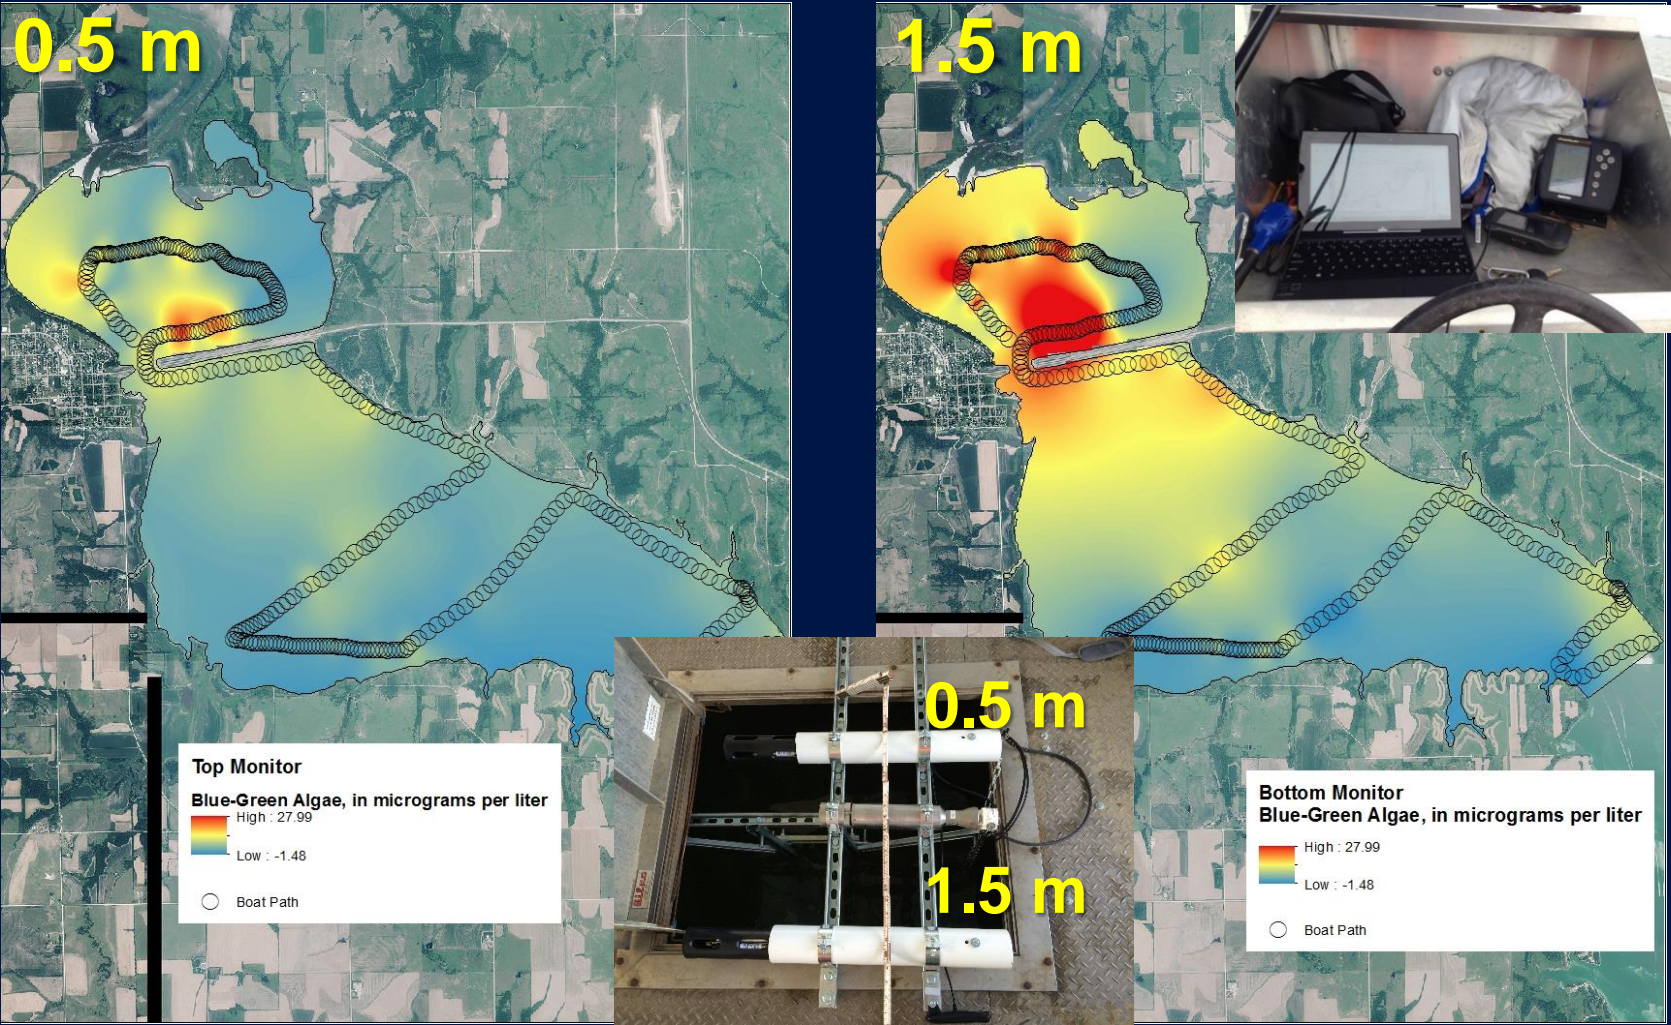 0.5 m
1.5 m
0.5 m
1.5 m
Top Monitor
Blue-Green Algae, in micrograms per liter
High : 27.99
Low : -1.48
Boat Path
Bottom Monitor
Blue-Green Algae, in micrograms per liter
High : 27.99
Low : -1.48
Boat Path